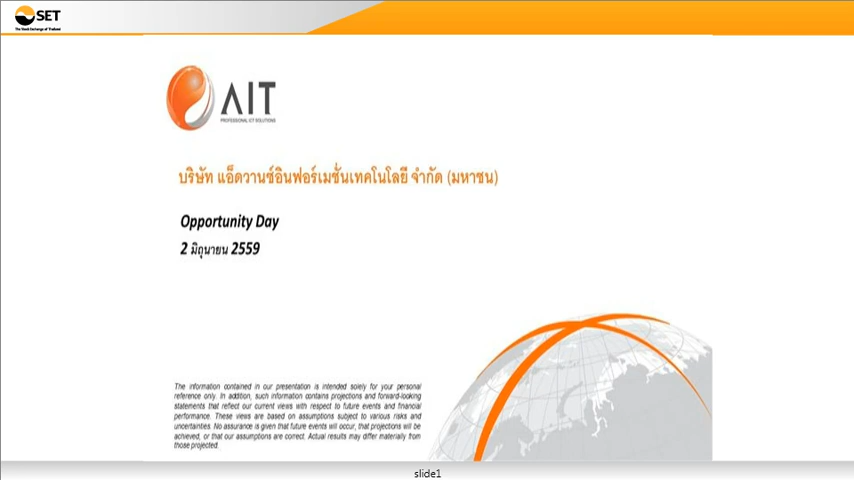 SET
The Stock Exchange of Thailand
AIT
PROFESSIONAL ICT SOLUTIONS
บริษัท แอ็ดวานซ์อินฟอร์เมชั่นเทคโนโลยี จำกัด (มหาชน)
Opportunity Day
2 มิถุนายน 2559
The information contained in our presentation is intended solely for your personal
reference only. In addition, such information contains projections and forward-looking
statements that reflect our current views with respect to future events and financial
performance. These views are based on assumptions subject to various risks and
uncertainties. No assurance is given that future events will occur, that projections will be
achieved, or that our assumptions are correct. Actual results may differ materially from
those projected.
slide1